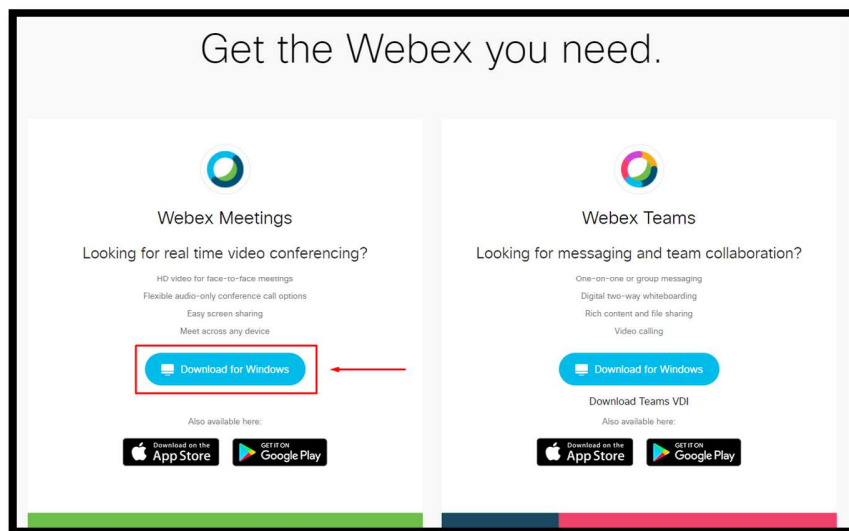 Get the Webex you need.
Webex Meetings
Looking for real time video conferencing?
HD video for face-to-face meetings
Flexible audio-only conference call options
Easy screen sharing
Meet across any device
Download for Windows
Also available here:
Download on the
App Store
GET IT ON
Google Play
Webex Teams
Looking for messaging and team collaboration?
One-on-one or group messaging
Digital two-way whiteboarding
Rich content and file sharing
Video calling
Download for Windows
Download Teams VDI
Also available here:
Download on the
App Store
GET IT ON
Google Play